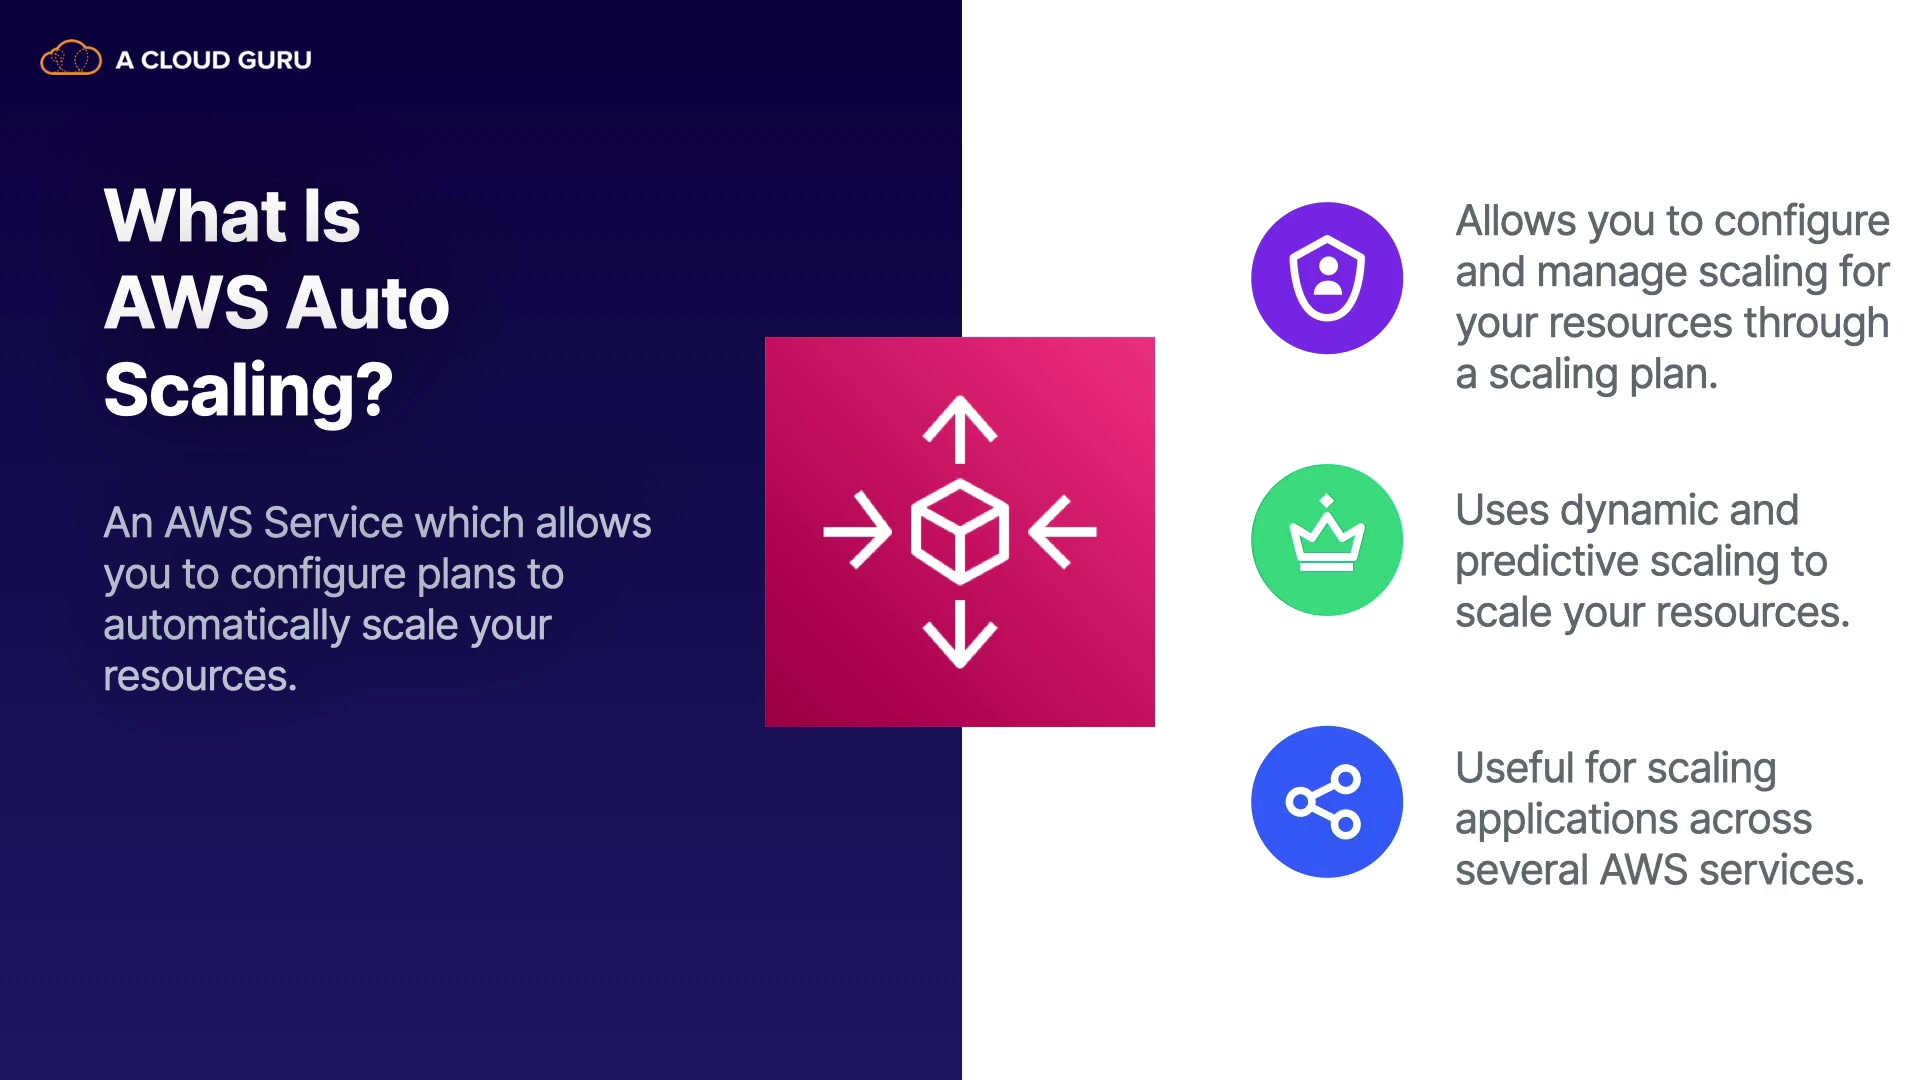 A CLOUD GURU
What Is
AWS Auto
Scaling?
An AWS Service which allows
you to configure plans to
automatically scale your
resources.
Allows you to configure
and manage scaling for
your resources through
a scaling plan.
Uses dynamic and
predictive scaling to
scale your resources.
Useful for scaling
applications across
several AWS services.